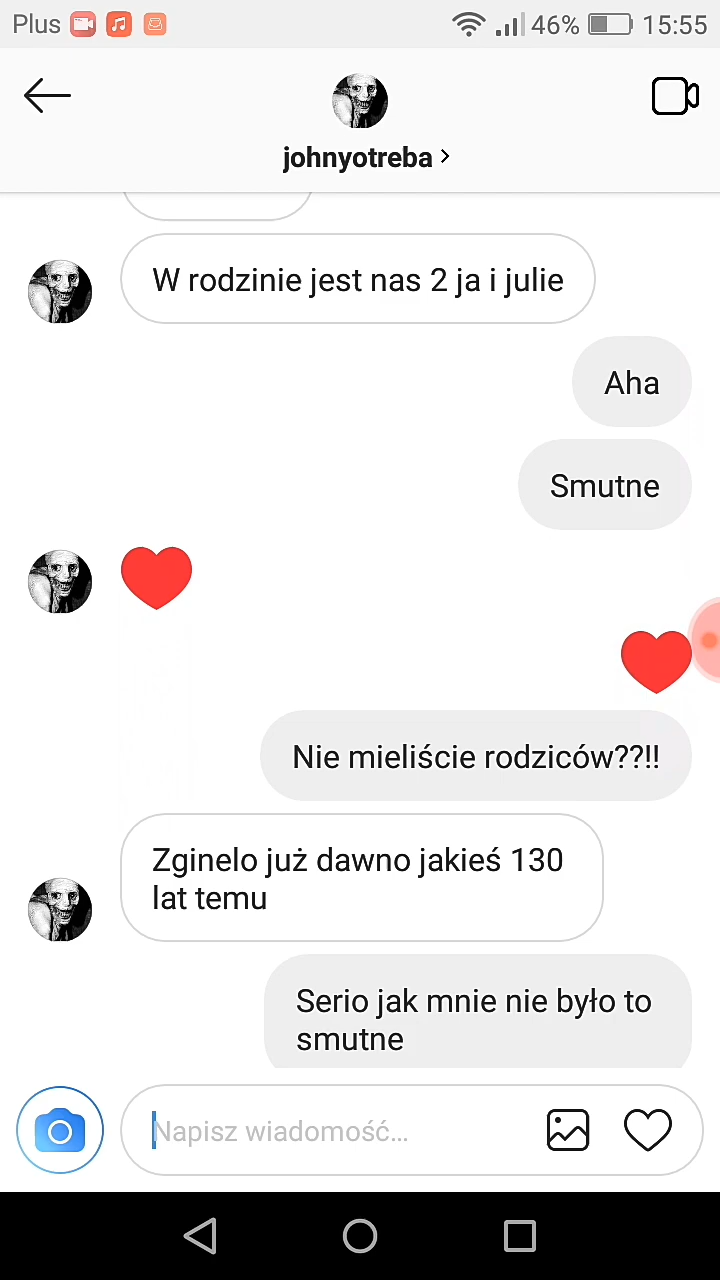 Plus 46% 15:55
johnyotreba
W rodzinie jest nas 2 ja i julie
Aha
Smutne
Nie mieliście rodziców??!!
Zginelo już dawno jakieś 130
lat temu
Serio jak mnie nie było to
smutne
Napisz wiadomość...